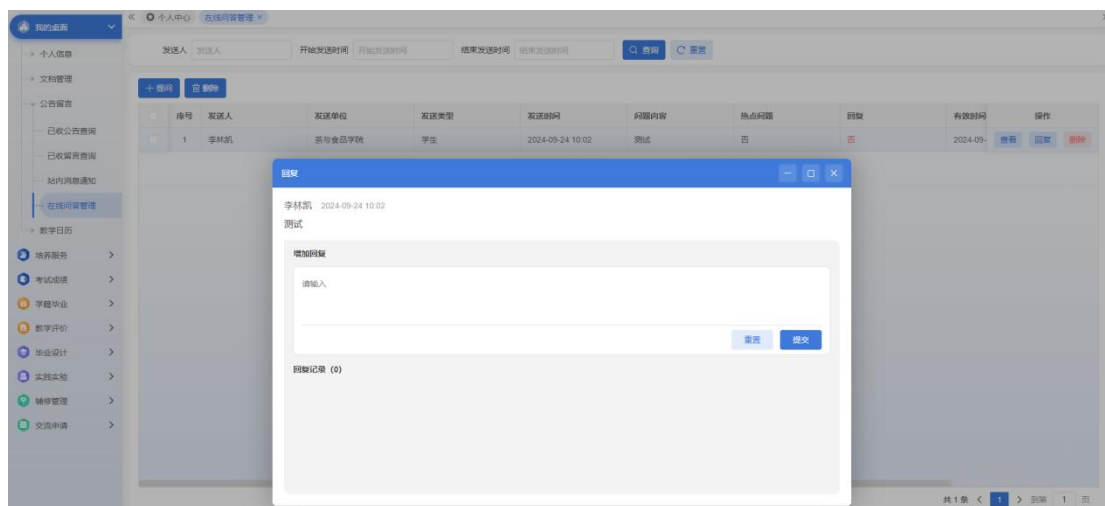 我的桌面
个人中心 在线问答管理 ×
个人信息
文档管理
公告留言
已收公告查询
已收留言查询
站内消息通知
在线问答管理
教学日历
培养服务
考试成绩
学籍毕业
教学评价
毕业设计
实践实验
辅修管理
交流申请
发送人 发送人 开始发送时间 开始发送时间 结束发送时间 结束发送时间 查询 重置
+ 提问 删除
序号 发送人 发送单位 发送类型 发送时间 问题内容 热点问题 回复 有效时间 操作
1 李林凯 茶与食品学院 学生 2024-09-24 10:02 测试 否 否 2024-09- 查看 回复 删除
回复
李林凯 2024-09-24 10:02
测试
增加回复
请输入
重置 提交
回复记录 (0)
共 1 条 1 到第 1 页